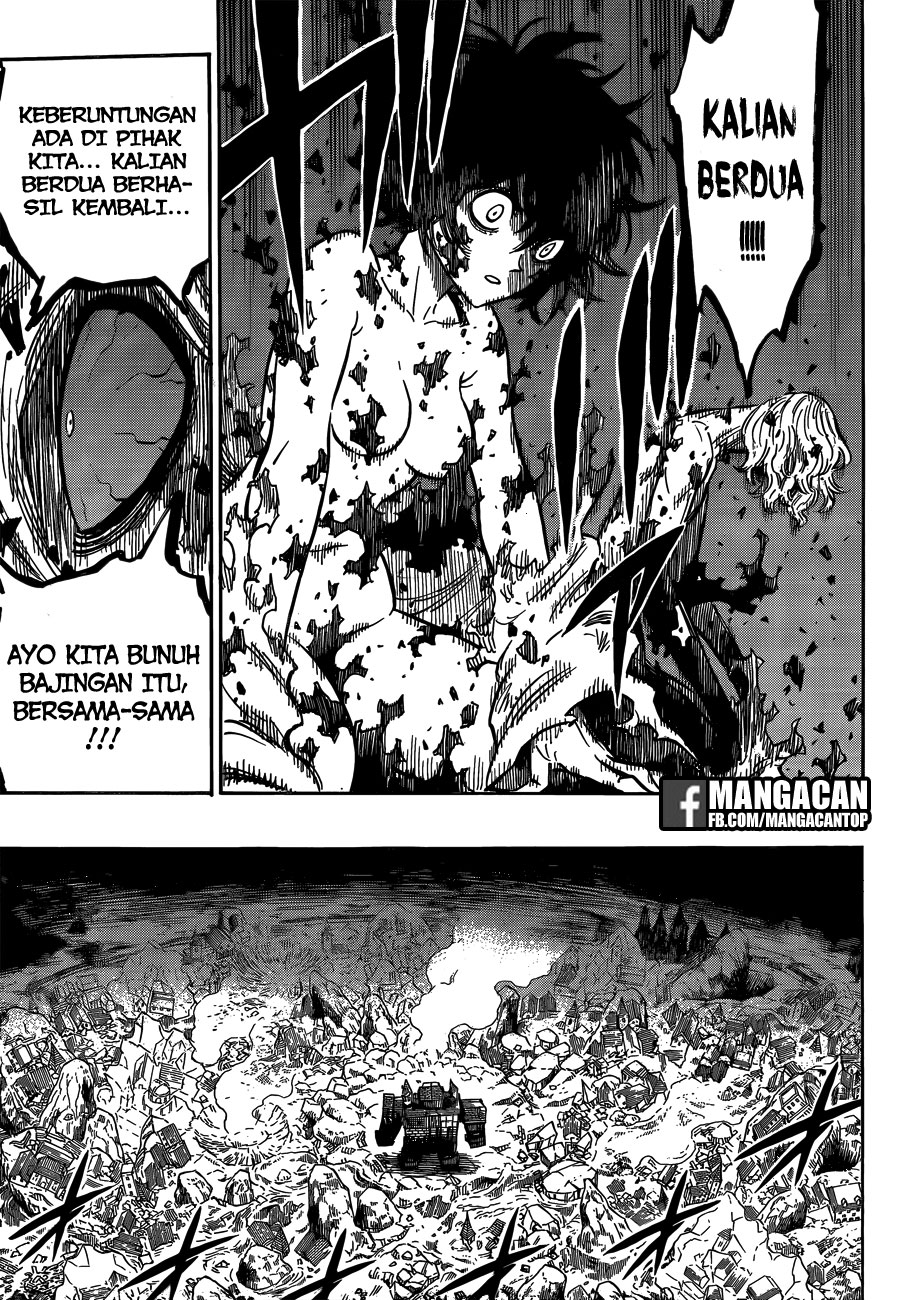 KALIAN
BERDUA
!!!!!
KEBERUNTUNGAN
ADA DI PIHAK
KITA... KALIAN
BERDUA BERHA-
SIL KEMBALI...
AYO KITA BUNUH
BAJINGAN ITU,
BERSAMA-SAMA
!!!
f MANGACAN
FB.COM/MANGACANTOP